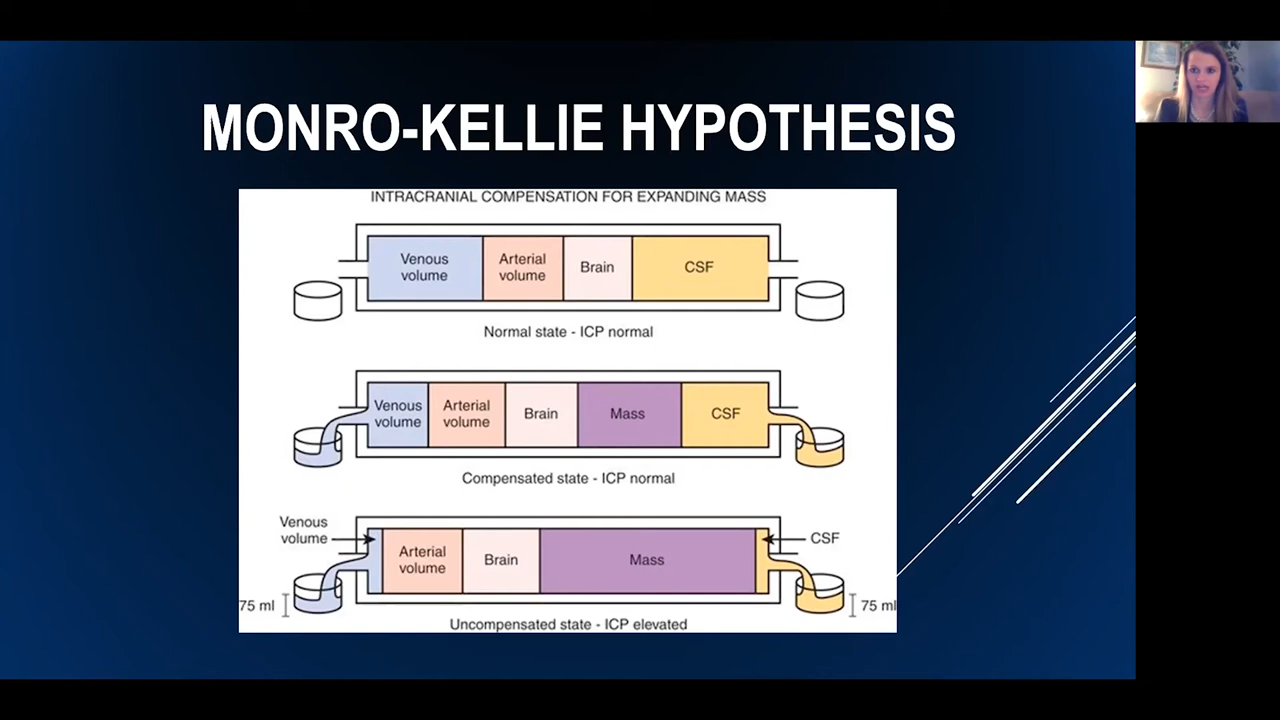 MONRO-KELLIE HYPOTHESIS
INTRACRANIAL COMPENSATION FOR EXPANDING MASS
Venous
volume
Arterial
volume
Brain
CSF
Normal state - ICP normal
Venous
volume
Arterial
volume
Brain
Mass
CSF
Compensated state - ICP normal
Venous
volume
Arterial
volume
Brain
Mass
CSF
75 ml
75 ml
Uncompensated state - ICP elevated